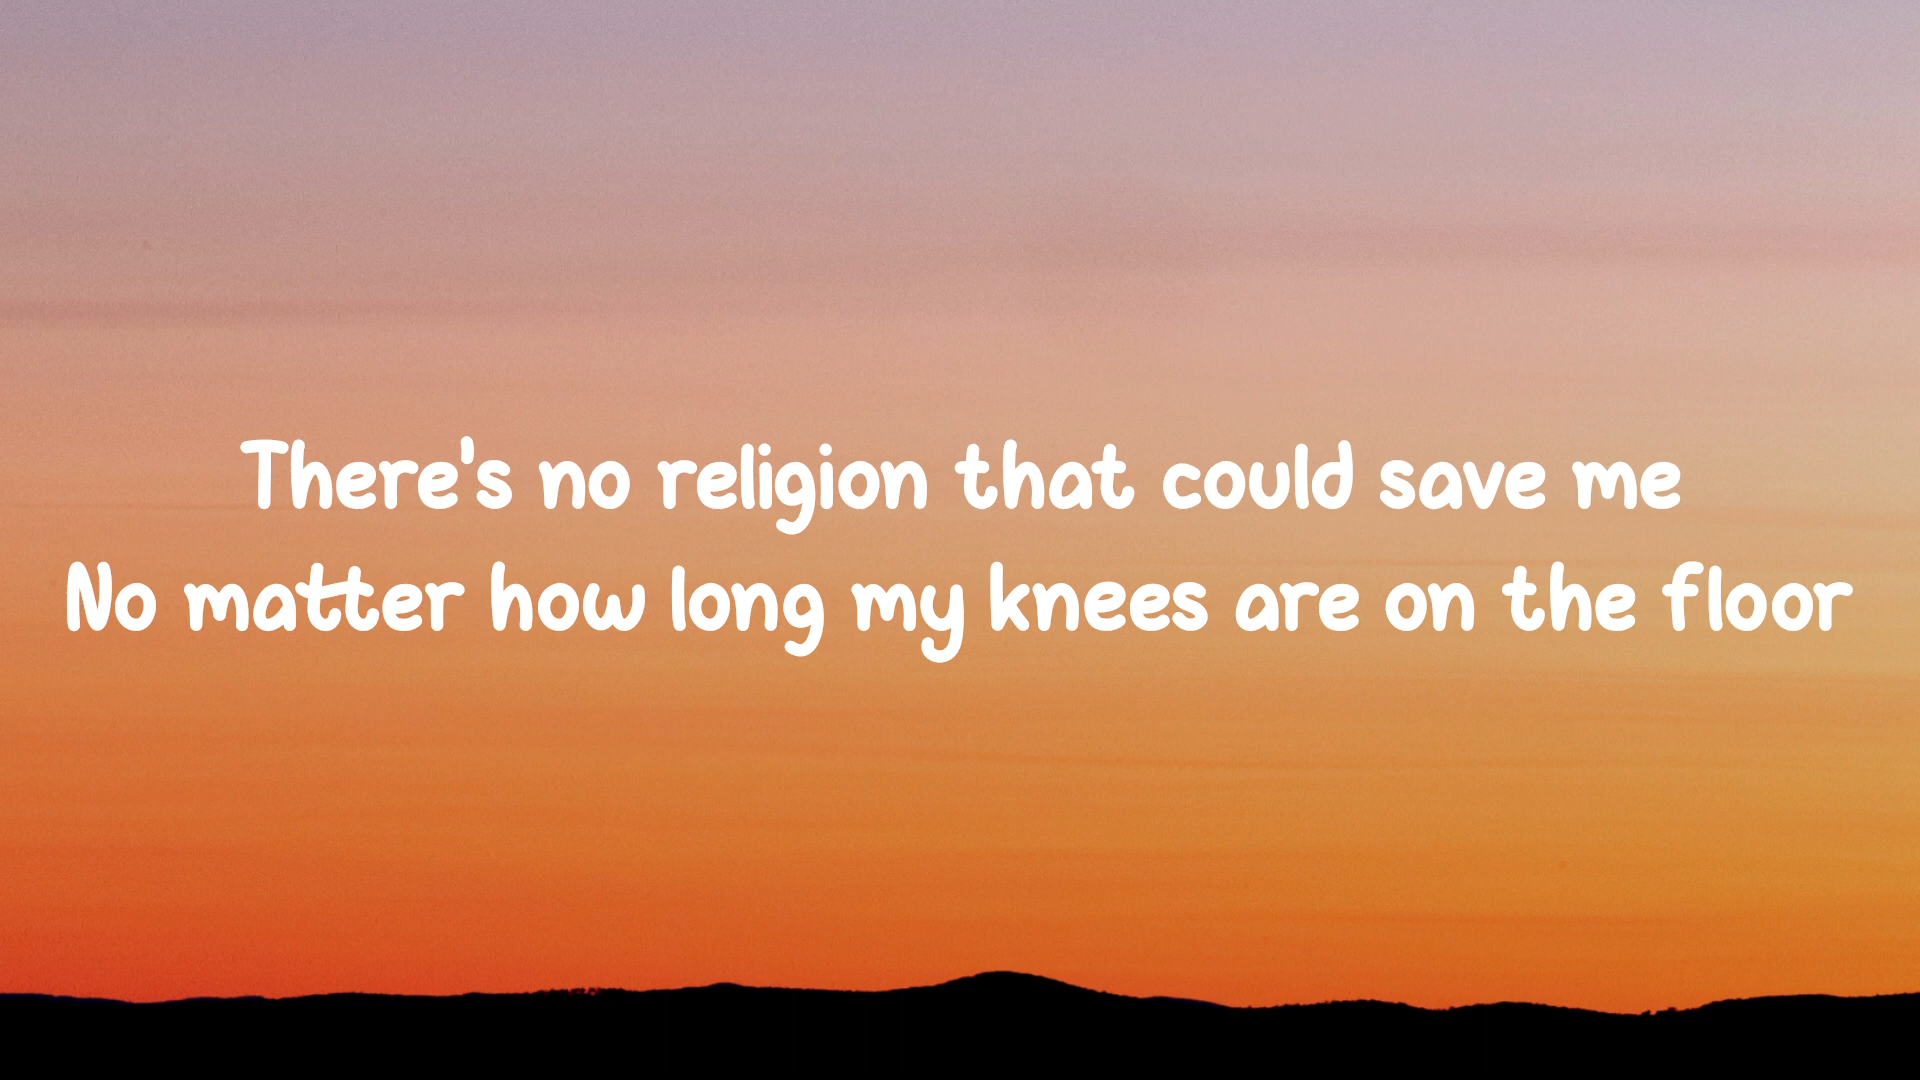 There's no religion that could save me
No matter how long my knees are on the floor